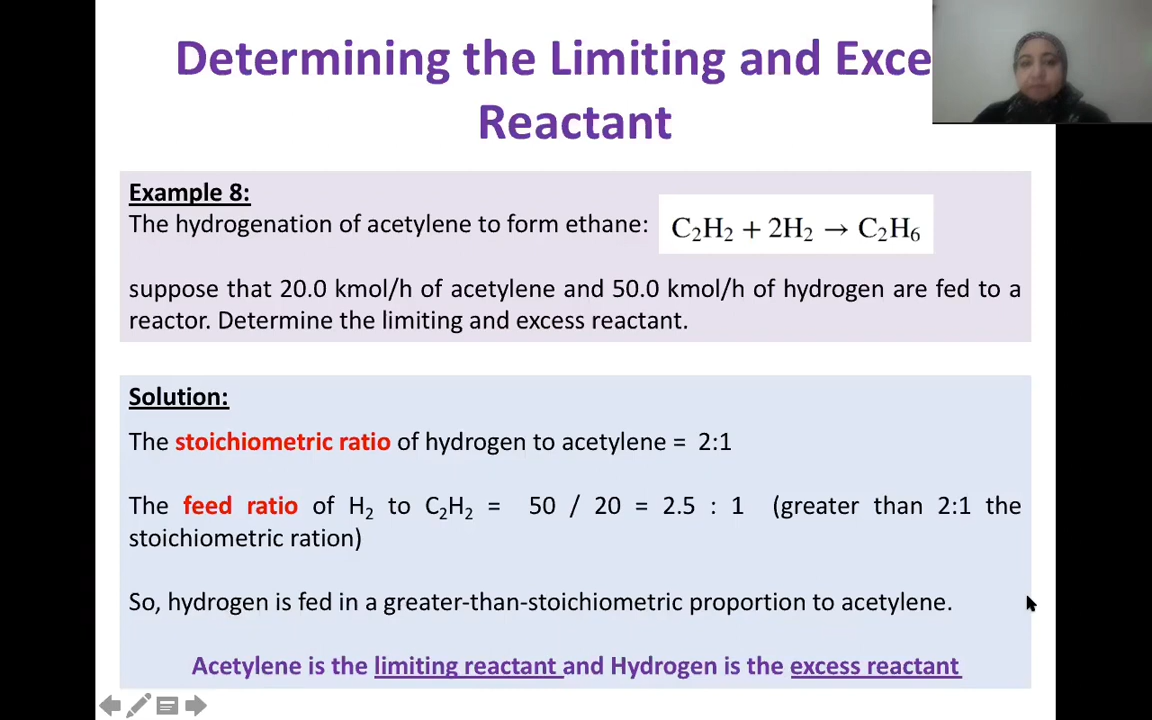 Determining the Limiting and Exce
Reactant
Example 8:
The hydrogenation of acetylene to form ethane: C₂H₂ + 2H₂ → C₂H₆
suppose that 20.0 kmol/h of acetylene and 50.0 kmol/h of hydrogen are fed to a
reactor. Determine the limiting and excess reactant.
Solution:
The stoichiometric ratio of hydrogen to acetylene = 2:1
The feed ratio of H₂ to C₂H₂ = 50 / 20 = 2.5 : 1 (greater than 2:1 the
stoichiometric ration)
So, hydrogen is fed in a greater-than-stoichiometric proportion to acetylene.
Acetylene is the limiting reactant and Hydrogen is the excess reactant